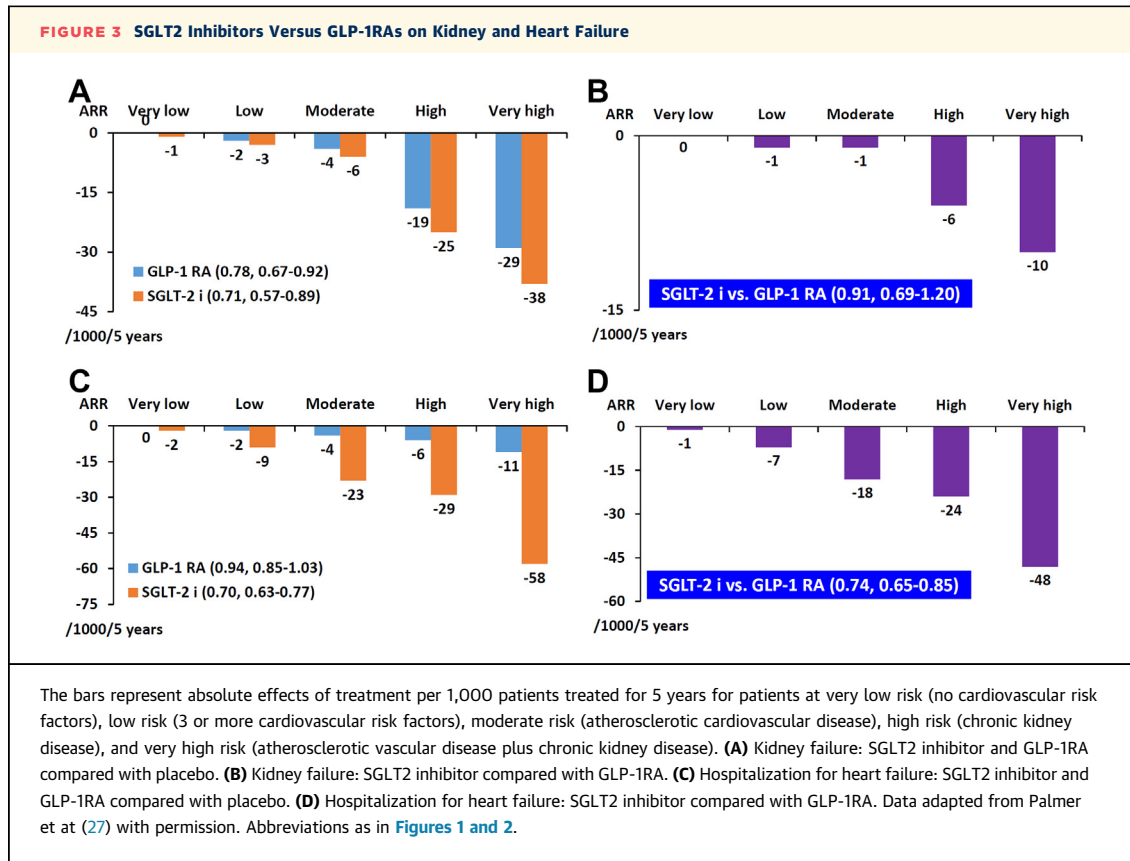 FIGURE 3 SGLT2 Inhibitors Versus GLP-1RAs on Kidney and Heart Failure
A
ARR Very low Low Moderate High Very high
0
0
-1
-2
-3
-4
-6
-15
-19
-25
-30
-29
-38
-45
GLP-1 RA (0.78, 0.67-0.92)
SGLT-2 i (0.71, 0.57-0.89)
/1000/5 years
B
ARR Very low Low Moderate High Very high
0
0
-1
-1
-6
-10
-15
SGLT-2 i vs. GLP-1 RA (0.91, 0.69-1.20)
/1000/5 years
C
ARR Very low Low Moderate High Very high
0
0
-2
-2
-9
-4
-23
-6
-29
-11
-58
-15
-30
-45
-60
-75
GLP-1 RA (0.94, 0.85-1.03)
SGLT-2 i (0.70, 0.63-0.77)
/1000/5 years
D
ARR Very low Low Moderate High Very high
0
-1
-7
-18
-24
-48
-15
-30
-45
-60
SGLT-2 i vs. GLP-1 RA (0.74, 0.65-0.85)
/1000/5 years
The bars represent absolute effects of treatment per 1,000 patients treated for 5 years for patients at very low risk (no cardiovascular risk
factors), low risk (3 or more cardiovascular risk factors), moderate risk (atherosclerotic cardiovascular disease), high risk (chronic kidney
disease), and very high risk (atherosclerotic vascular disease plus chronic kidney disease). (A) Kidney failure: SGLT2 inhibitor and GLP-1RA
compared with placebo. (B) Kidney failure: SGLT2 inhibitor compared with GLP-1RA. (C) Hospitalization for heart failure: SGLT2 inhibitor and
GLP-1RA compared with placebo. (D) Hospitalization for heart failure: SGLT2 inhibitor compared with GLP-1RA. Data adapted from Palmer
et at (27) with permission. Abbreviations as in Figures 1 and 2.